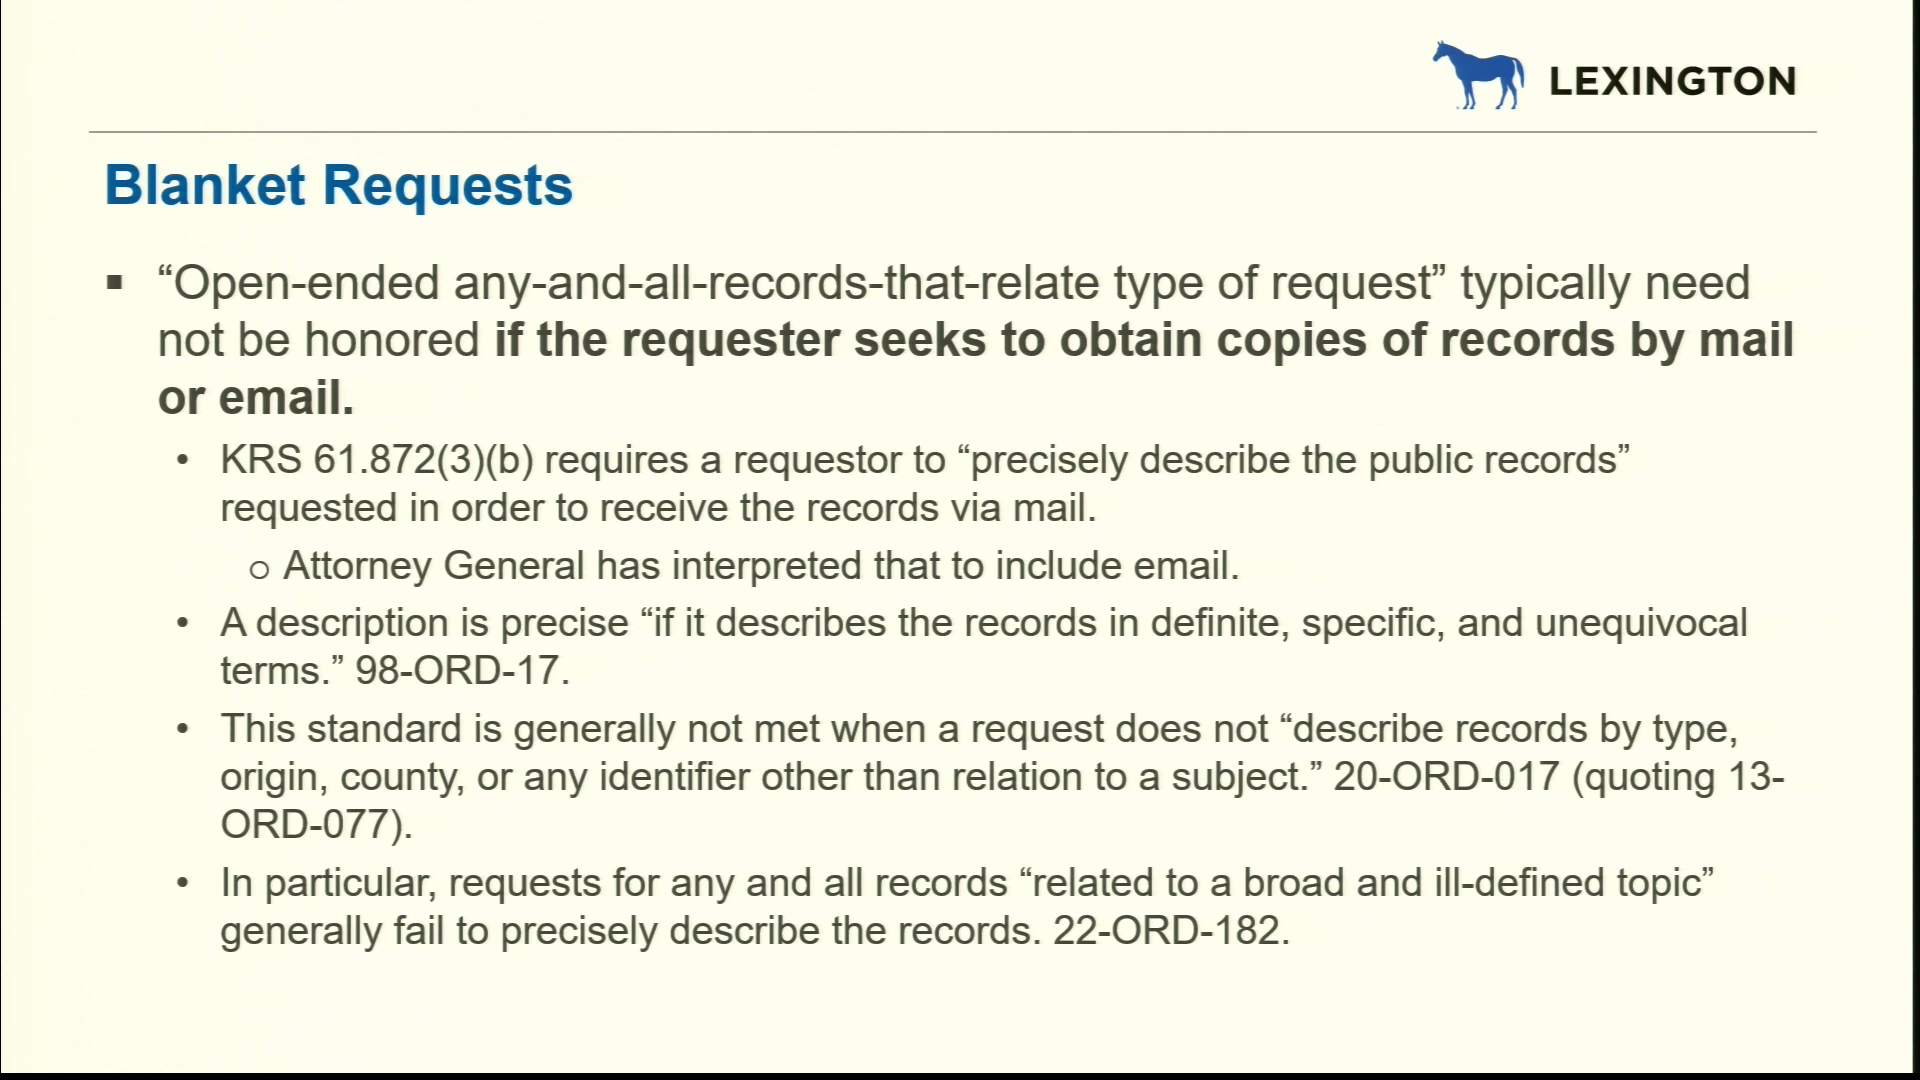 LEXINGTON
Blanket Requests
▪ “Open-ended any-and-all-records-that-relate type of request” typically need
not be honored if the requester seeks to obtain copies of records by mail
or email.
• KRS 61.872(3)(b) requires a requestor to “precisely describe the public records”
requested in order to receive the records via mail.
o Attorney General has interpreted that to include email.
• A description is precise “if it describes the records in definite, specific, and unequivocal
terms.” 98-ORD-17.
• This standard is generally not met when a request does not “describe records by type,
origin, county, or any identifier other than relation to a subject.” 20-ORD-017 (quoting 13-
ORD-077).
• In particular, requests for any and all records “related to a broad and ill-defined topic”
generally fail to precisely describe the records. 22-ORD-182.